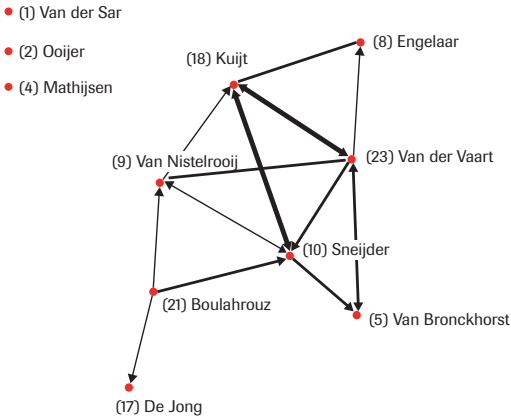 (1) Van der Sar
(8) Engelaar
(2) Ooijer
(18) Kuijt
(4) Mathijsen
(9) Van Nistelrooij
(23) Van der Vaart
(10) Sneijder
(21) Boulahrouz
(5) Van Bronckhorst
(17) De Jong